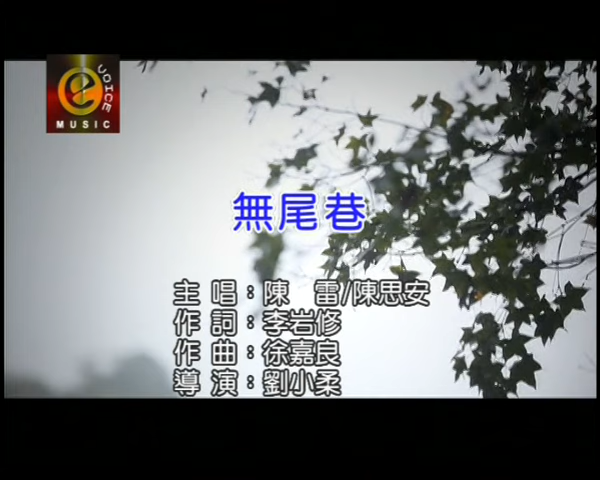 e VOICE
MUSIC
無尾巷
主 唱：陳 雷/陳思安
作 詞：李岩修
作 曲：徐嘉良
導 演：劉小柔